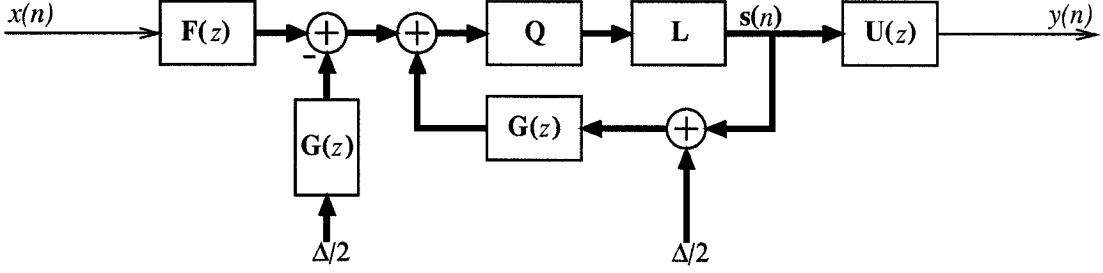 x(n)
F(z)
-
+
+
Q
L
s(n)
U(z)
y(n)
G(z)
G(z)
+
Δ/2
Δ/2